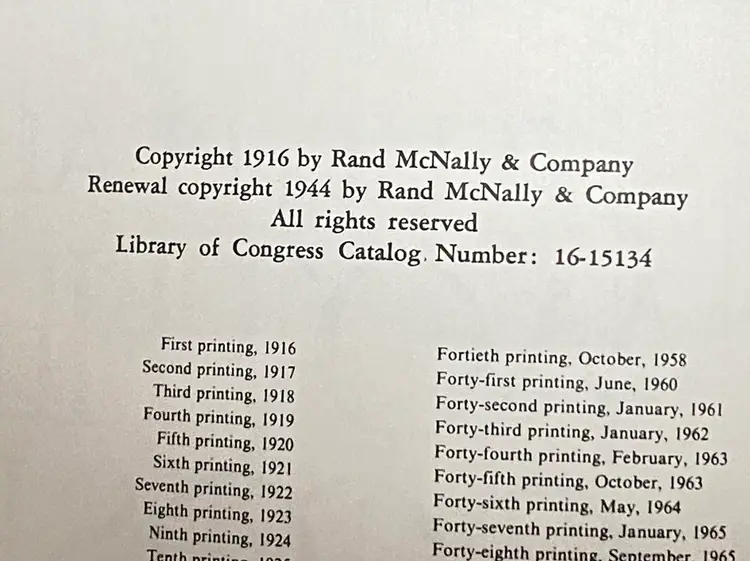 Copyright 1916 by Rand McNally & Company
Renewal copyright 1944 by Rand McNally & Company
All rights reserved
Library of Congress Catalog. Number: 16-15134
First printing, 1916
Second printing, 1917
Third printing, 1918
Fourth printing, 1919
Fifth printing, 1920
Sixth printing, 1921
Seventh printing, 1922
Eighth printing, 1923
Ninth printing, 1924
Tenth printing,
Fortieth printing, October, 1958
Forty-first printing, June, 1960
Forty-second printing, January, 1961
Forty-third printing, January, 1962
Forty-fourth printing, February, 1963
Forty-fifth printing, October, 1963
Forty-sixth printing, May, 1964
Forty-seventh printing, January, 1965
Forty-eighth printing, September, 1965